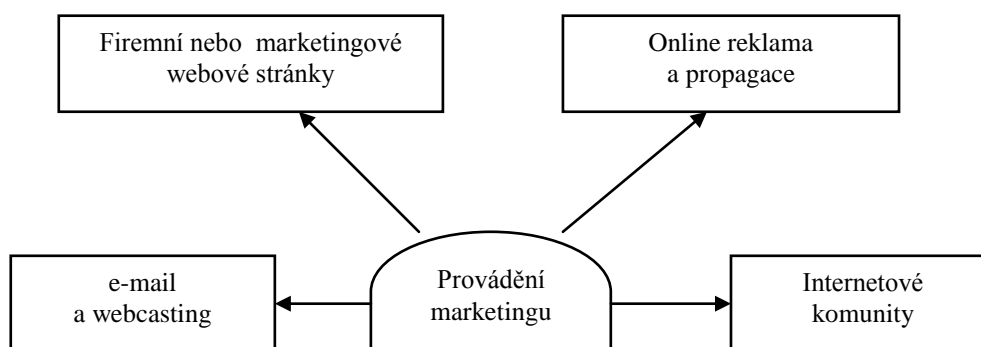 Firemní nebo  marketingové
webové stránky
Online reklama
a propagace
e-mail
a webcasting
Provádění
marketingu
Internetové
komunity